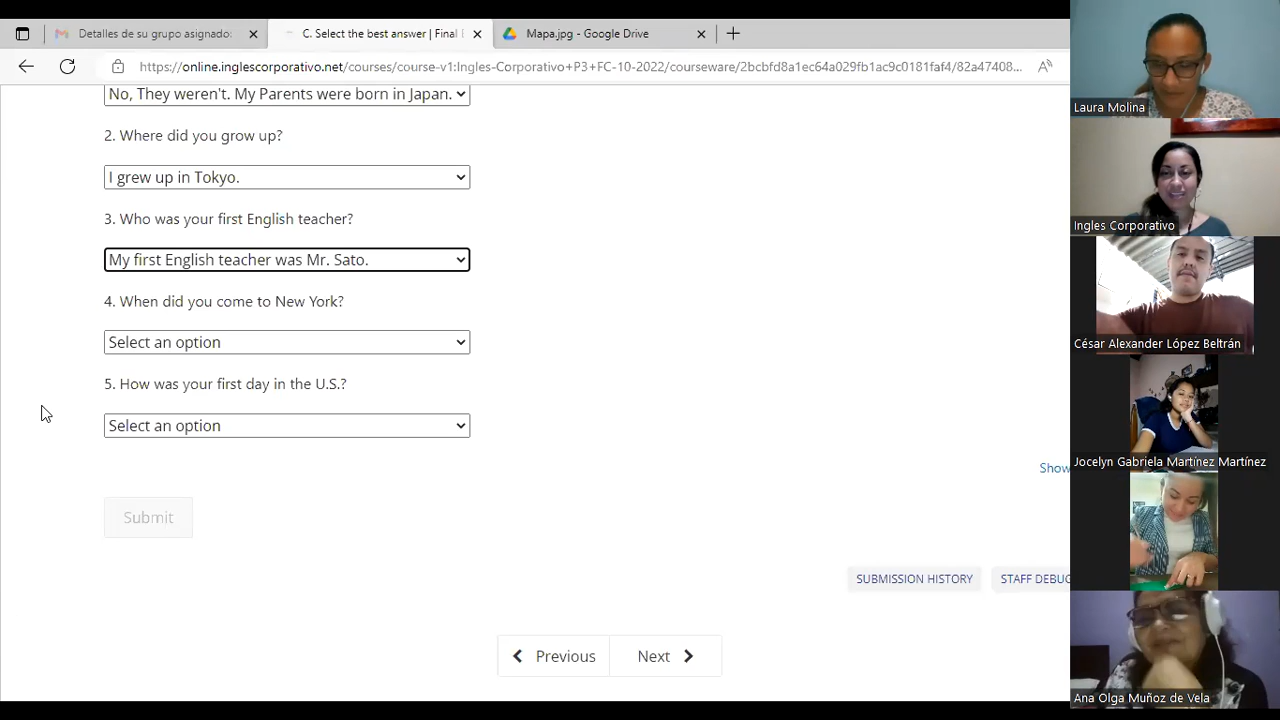 Detalles de su grupo asignado:
C. Select the best answer | Final E
Mapa.jpg - Google Drive
https://online.inglescorporativo.net/courses/course-v1:Ingles-Corporativo+P3+FC-10-2022/courseware/2bcbfd8a1ec64a029fb1ac9c0181faf4/82a47408...
No, They weren't. My Parents were born in Japan.
2. Where did you grow up?
I grew up in Tokyo.
3. Who was your first English teacher?
My first English teacher was Mr. Sato.
4. When did you come to New York?
Select an option
5. How was your first day in the U.S.?
Select an option
Show
Submit
SUBMISSION HISTORY
STAFF DEBUG
Previous
Next
Laura Molina
Ingles Corporativo
César Alexander López Beltrán
Jocelyn Gabriela Martínez Martínez
Ana Olga Muñoz de Vela